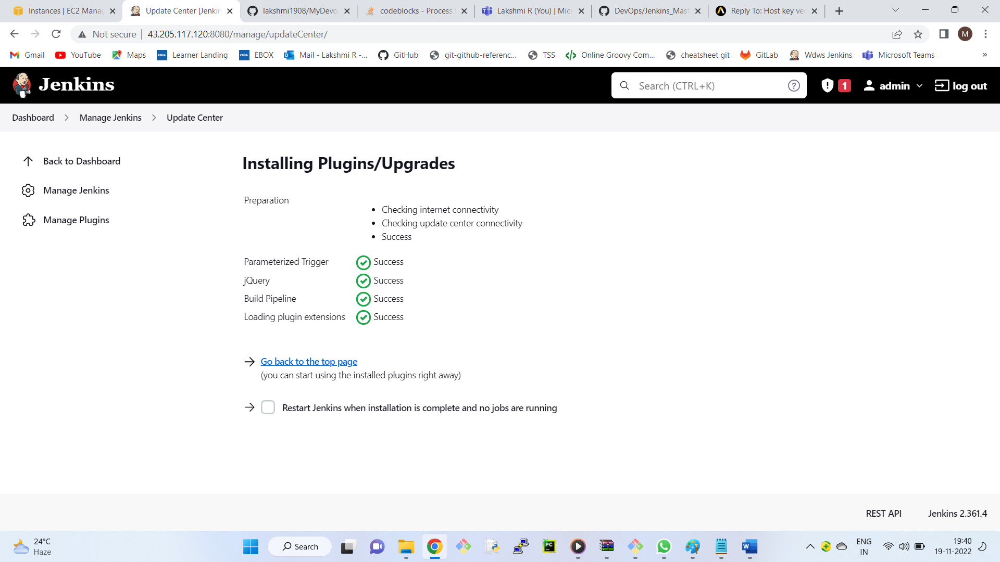 Instances | EC2 Manag
Update Center [Jenkin
lakshmi1908/MyDevo
codeblocks - Process
Lakshmi R (You) | Micr
DevOps/Jenkins_Mast
Reply To: Host key ver
Not secure
43.205.117.120:8080/manage/updateCenter/
M
Gmail
YouTube
Maps
HCL
Learner Landing
HCL
EBOX
Mail - Lakshmi R -...
GitHub
git-github-referenc...
TSS
Online Groovy Com...
cheatsheet git
GitLab
Wdws Jenkins
Microsoft Teams
»
Jenkins
Search (CTRL+K)
1
admin
log out
Dashboard
Manage Jenkins
Update Center
Back to Dashboard
Manage Jenkins
Manage Plugins
Installing Plugins/Upgrades
Preparation
• Checking internet connectivity
• Checking update center connectivity
• Success
Parameterized Trigger Success
jQuery Success
Build Pipeline Success
Loading plugin extensions Success
Go back to the top page
(you can start using the installed plugins right away)
Restart Jenkins when installation is complete and no jobs are running
REST API
Jenkins 2.361.4
24°C
Haze
Search
PC
W
ENG
IN
19:40
19-11-2022